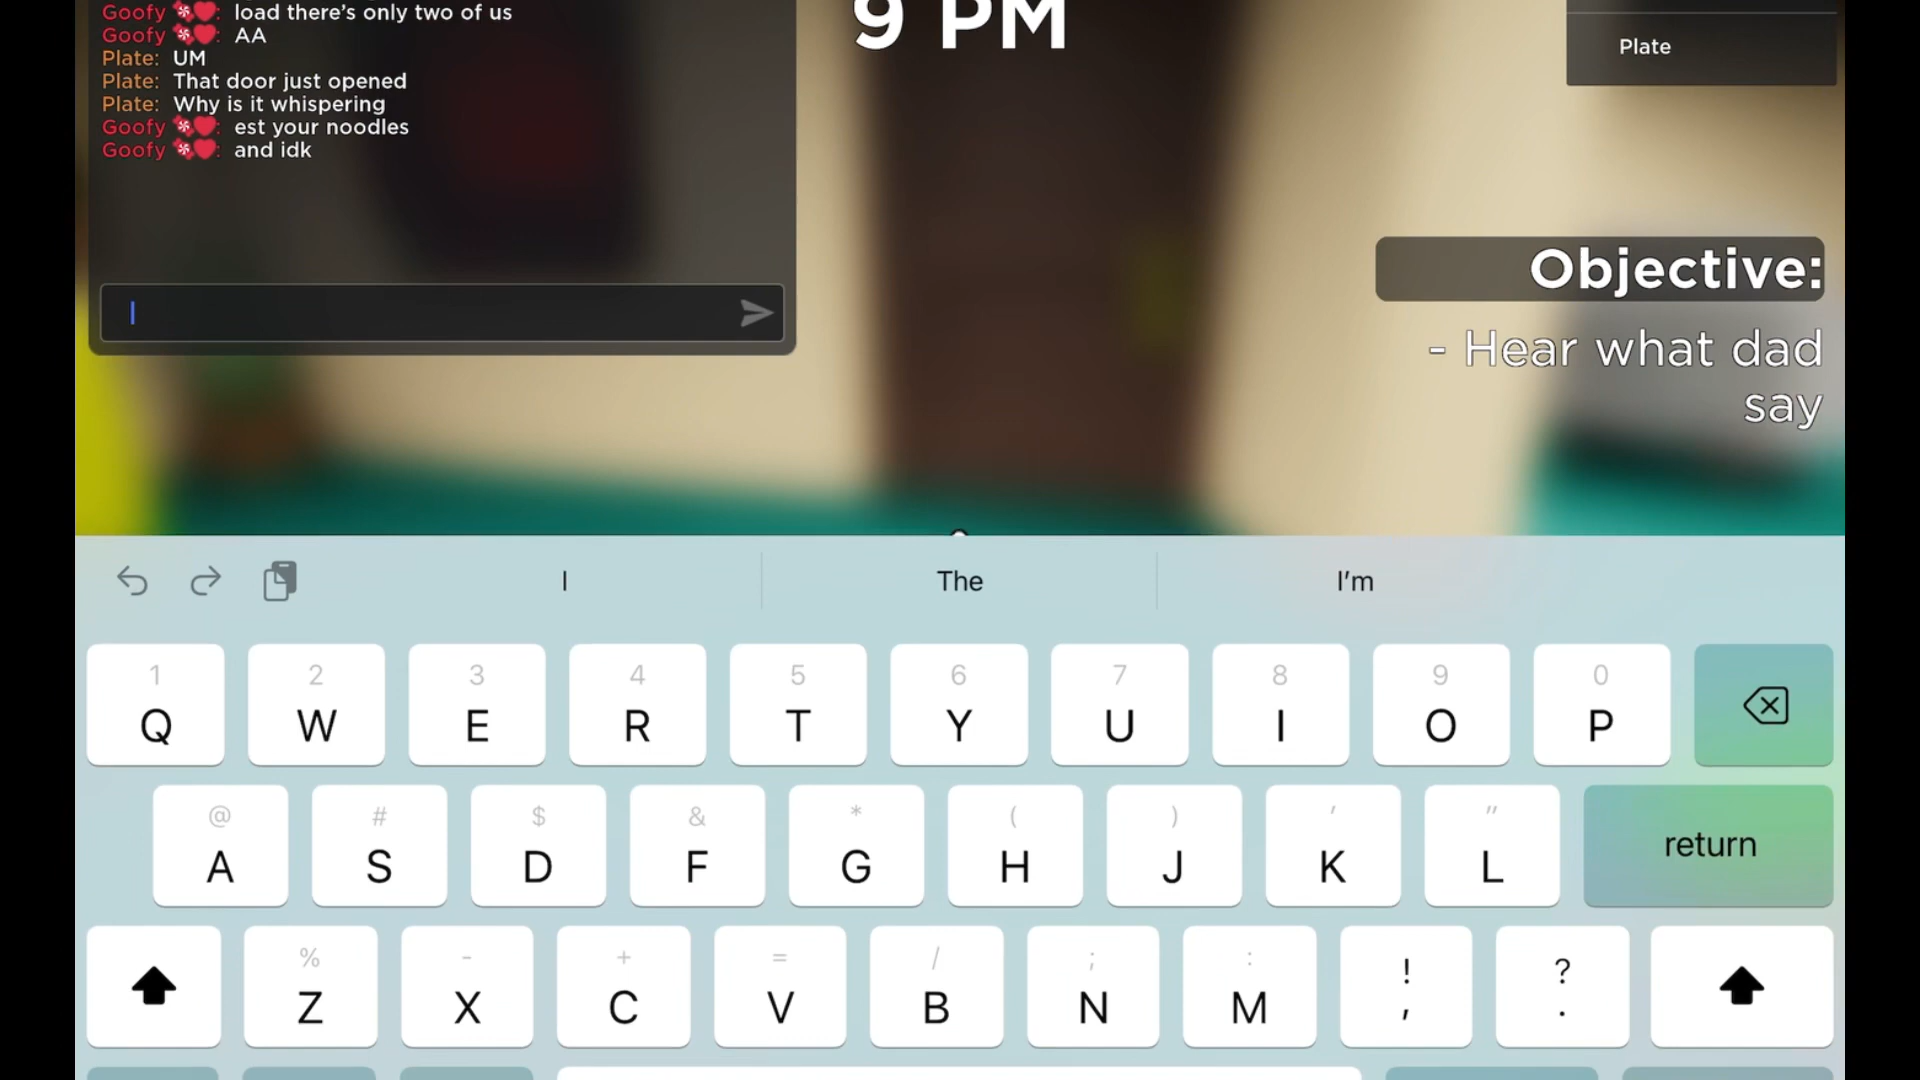 Goofy 🍬❤️: load there's only two of us
Goofy 🍬❤️: AA
Plate: UM
Plate: That door just opened
Plate: Why is it whispering
Goofy 🍬❤️: est your noodles
Goofy 🍬❤️: and idk
9 PM
Plate
Objective:
- Hear what dad
say
I The I'm
1 2 3 4 5 6 7 8 9 0
Q W E R T Y U I O P
@ # $ & * ( ) ' "
A S D F G H J K L return
% - + = / ; : ! ?
Z X C V B N M , .